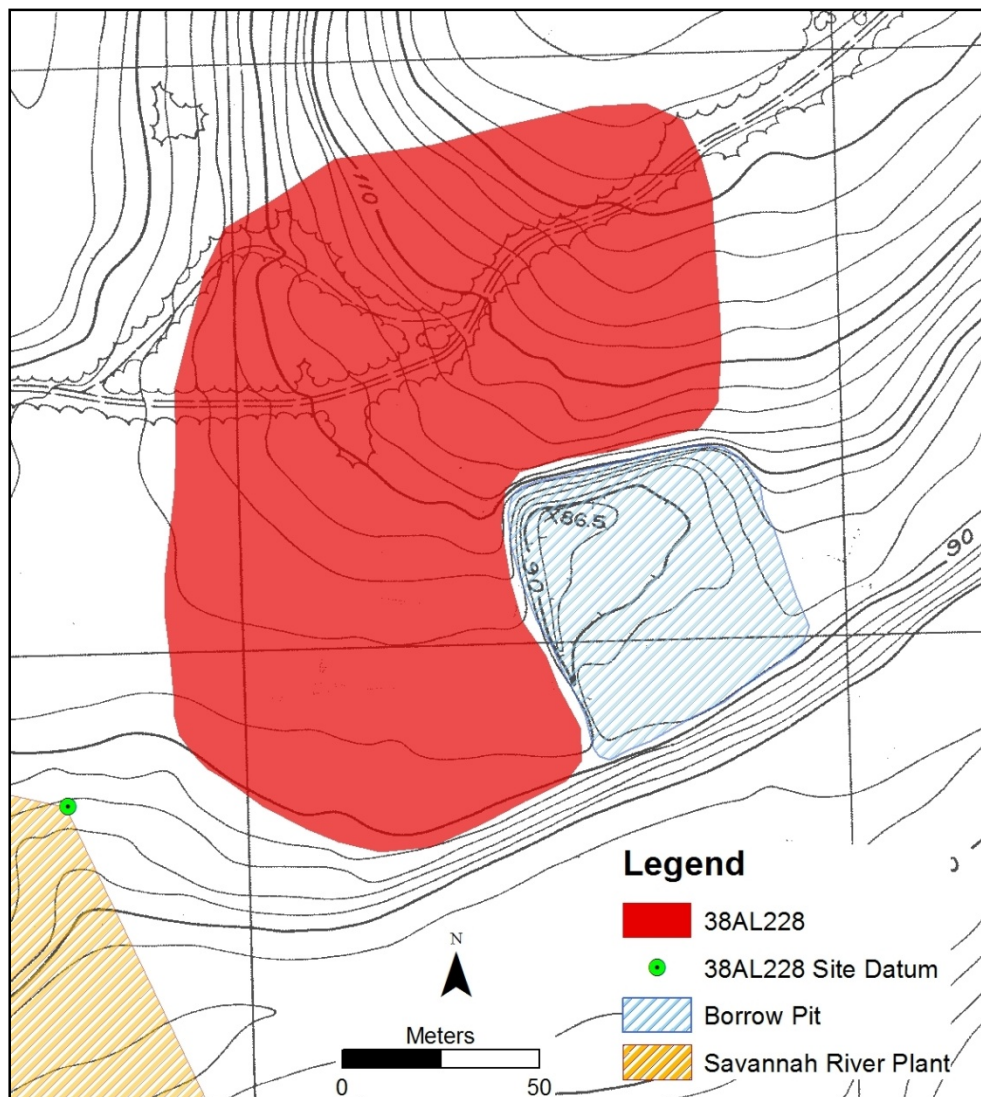 110
X86.5
90
90
Legend
38AL228
38AL228 Site Datum
Borrow Pit
Savannah River Plant
N
Meters
0 50